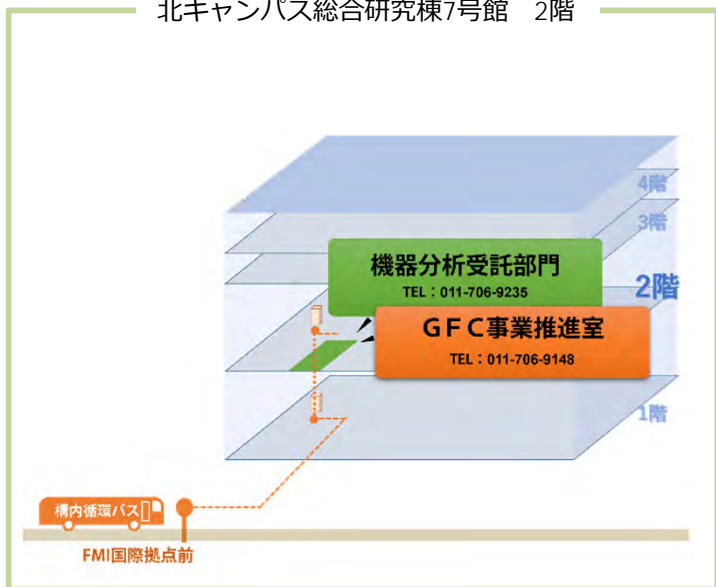 北キャンパス総合研究棟7号館　2階
4階
3階
機器分析受託部門
TEL：011-706-9235
2階
ＧＦＣ事業推進室
TEL：011-706-9148
1階
構内循環バス
FMI国際拠点前